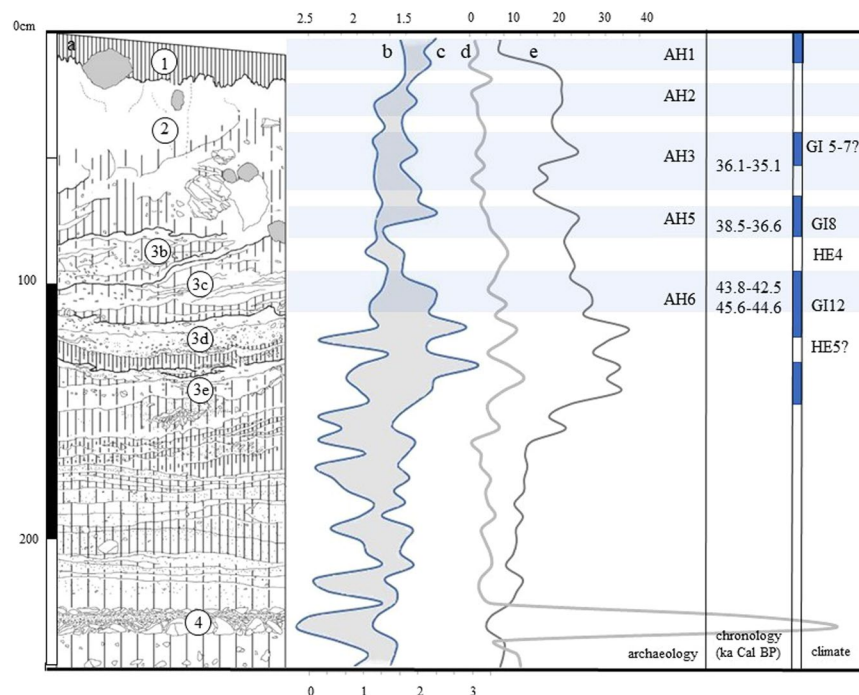 2.5 2 1.5 0 10 20 30 40
0cm
a b c d e AH1
1
AH2
2
AH3 GI 5-7?
36.1-35.1
AH5 38.5-36.6 GI8
3b HE4
100 3c 43.8-42.5
AH6 45.6-44.6 GI12
3d HE5?
3e
200
4
chronology
archaeology (ka Cal BP) climate
0 1 2 3